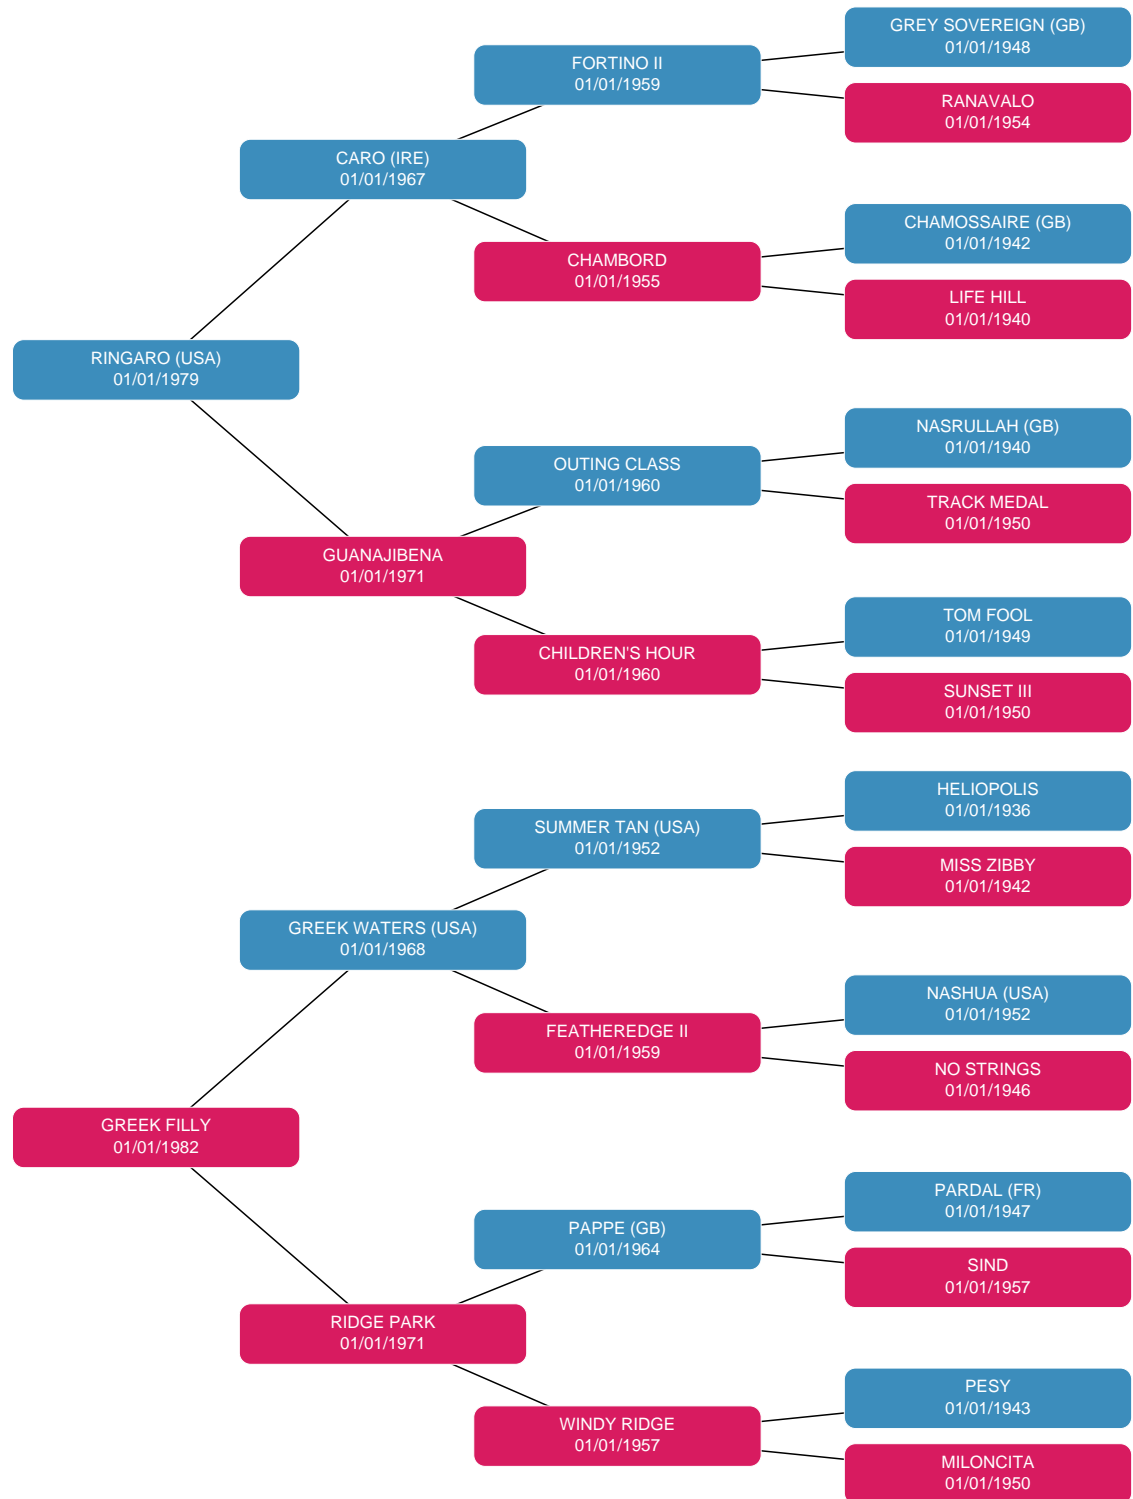 GREY SOVEREIGN (GB)
01/01/1948
FORTINO II
01/01/1959
RANAVALO
01/01/1954
CARO (IRE)
01/01/1967
CHAMOSSAIRE (GB)
01/01/1942
CHAMBORD
01/01/1955
LIFE HILL
01/01/1940
RINGARO (USA)
01/01/1979
NASRULLAH (GB)
01/01/1940
OUTING CLASS
01/01/1960
TRACK MEDAL
01/01/1950
GUANAJIBENA
01/01/1971
TOM FOOL
01/01/1949
CHILDREN'S HOUR
01/01/1960
SUNSET III
01/01/1950
HELIOPOLIS
01/01/1936
SUMMER TAN (USA)
01/01/1952
MISS ZIBBY
01/01/1942
GREEK WATERS (USA)
01/01/1968
NASHUA (USA)
01/01/1952
FEATHEREDGE II
01/01/1959
NO STRINGS
01/01/1946
GREEK FILLY
01/01/1982
PARDAL (FR)
01/01/1947
PAPPE (GB)
01/01/1964
SIND
01/01/1957
RIDGE PARK
01/01/1971
PESY
01/01/1943
WINDY RIDGE
01/01/1957
MILONCITA
01/01/1950